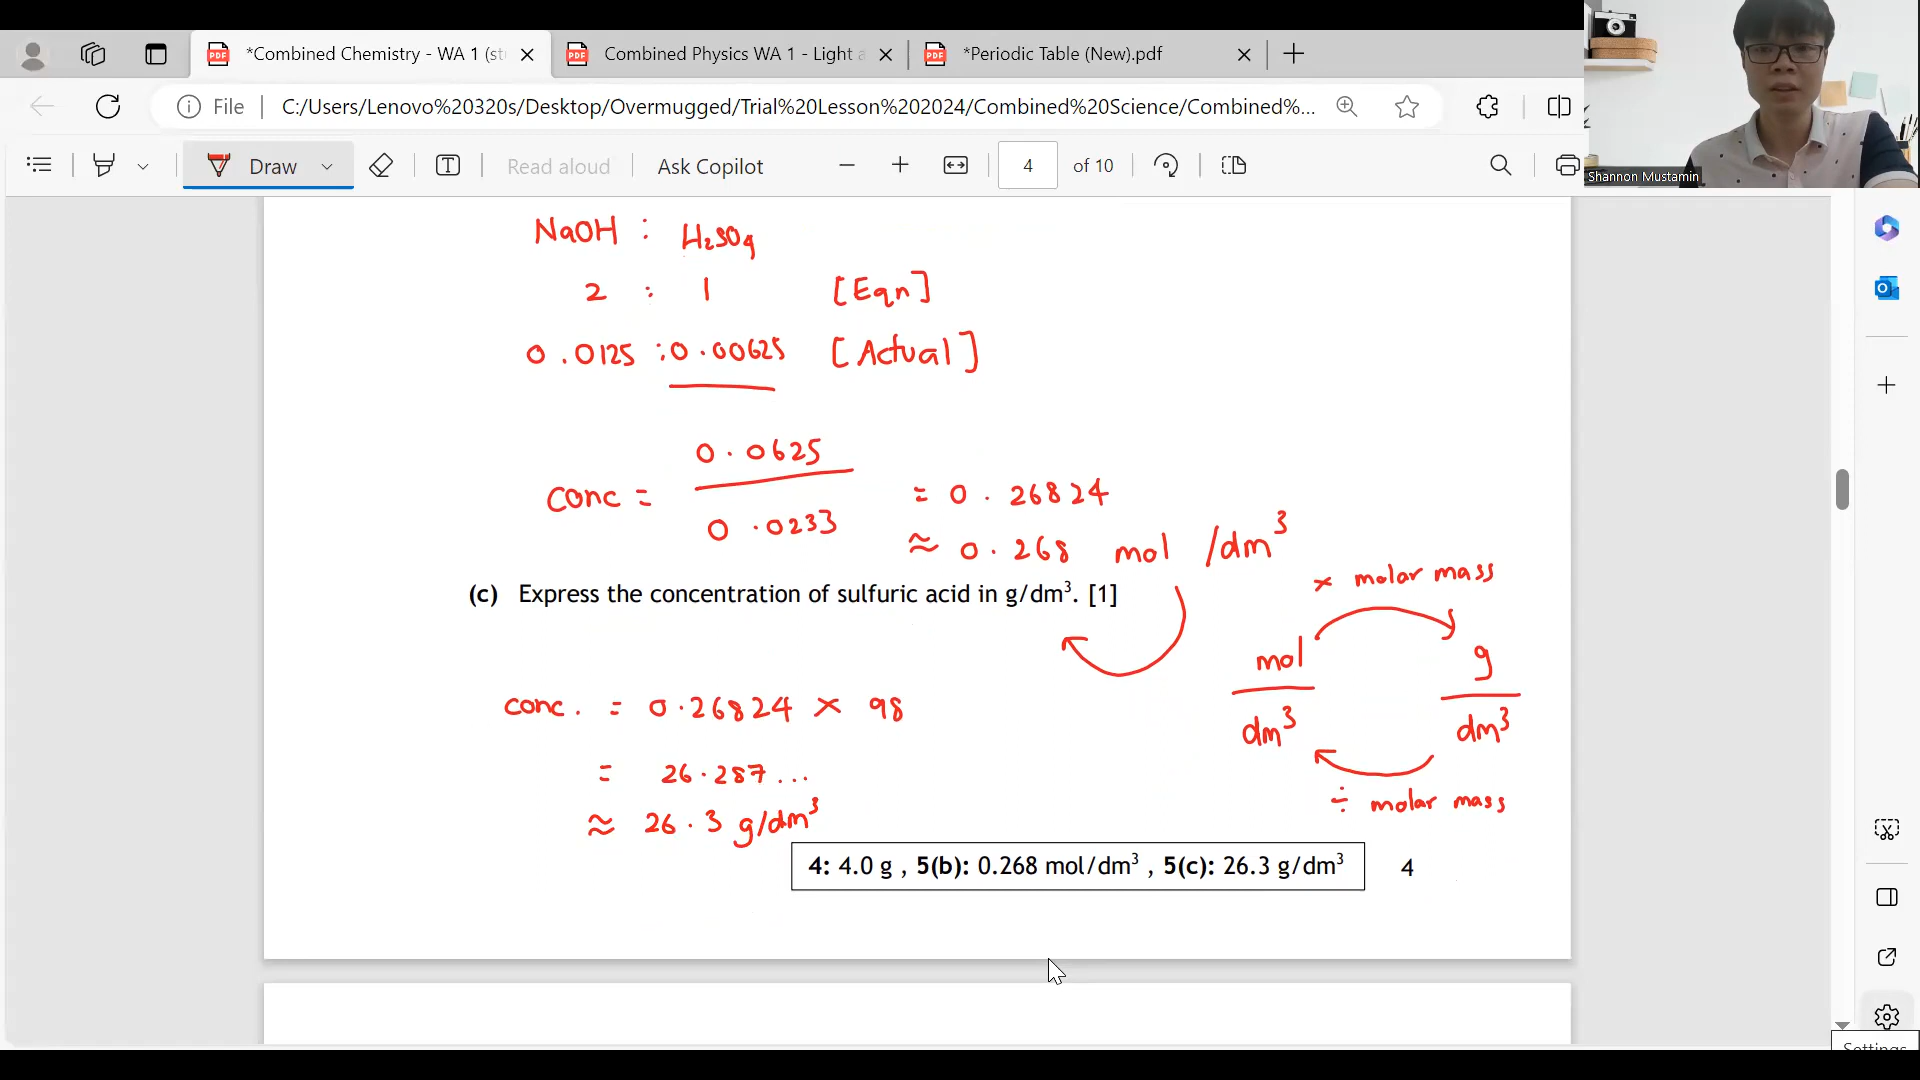 *Combined Chemistry - WA 1 (st
Combined Physics WA 1 - Light a
*Periodic Table (New).pdf
File
C:/Users/Lenovo%20320s/Desktop/Overmugged/Trial%20Lesson%202024/Combined%20Science/Combined%...
Draw
Read aloud
Ask Copilot
4 of 10
Shannon Mustamin
NaOH : H₂SO₄
2 : 1 [Eqn]
0.0125 : 0.00625 [Actual]
conc = 0.0625 / 0.0233 = 0.26824
≈ 0.268 mol /dm³
(c) Express the concentration of sulfuric acid in g/dm³. [1]
× molar mass
mol / dm³
g / dm³
÷ molar mass
conc. = 0.26824 × 98
= 26.287...
≈ 26.3 g/dm³
4: 4.0 g , 5(b): 0.268 mol/dm³ , 5(c): 26.3 g/dm³
4
Settings